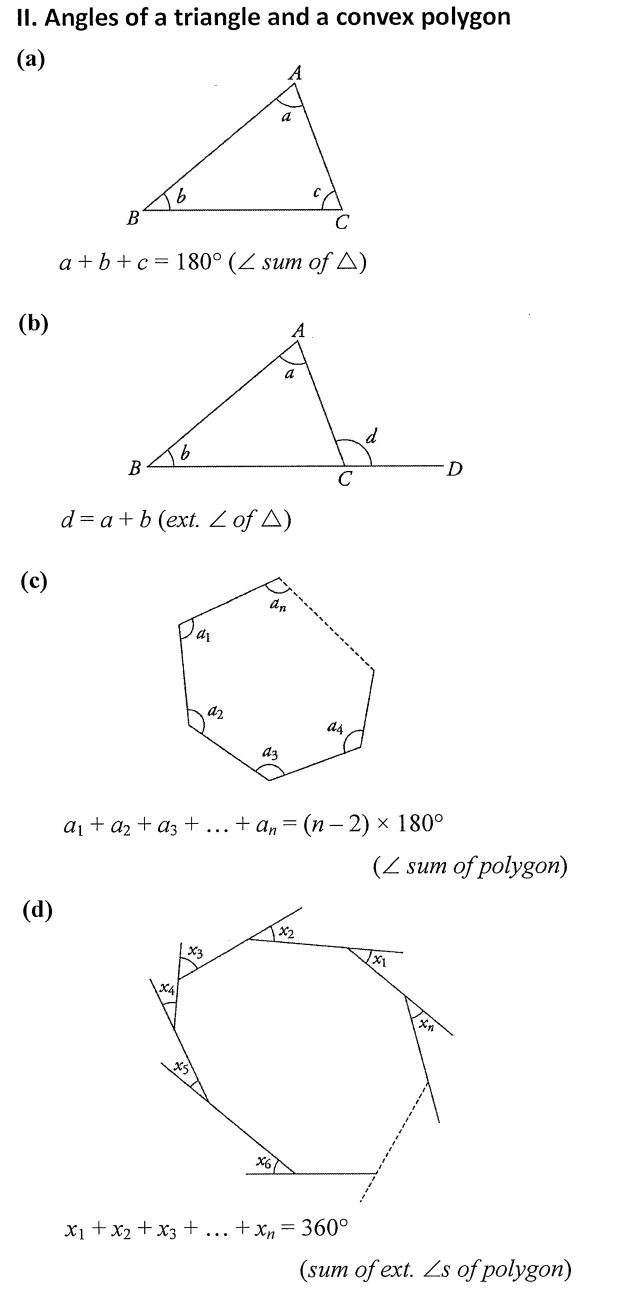 II. Angles of a triangle and a convex polygon
(a)
A
a
b
c
B
C
a + b + c = 180° (∠ sum of △)
(b)
A
a
b
d
B
C
D
d = a + b (ext. ∠ of △)
(c)
aₙ
a₁
a₂
a₄
a₃
a₁ + a₂ + a₃ + … + aₙ = (n – 2) × 180°
(∠ sum of polygon)
(d)
x₂
x₃
x₁
x₄
xₙ
x₅
x₆
x₁ + x₂ + x₃ + … + xₙ = 360°
(sum of ext. ∠s of polygon)